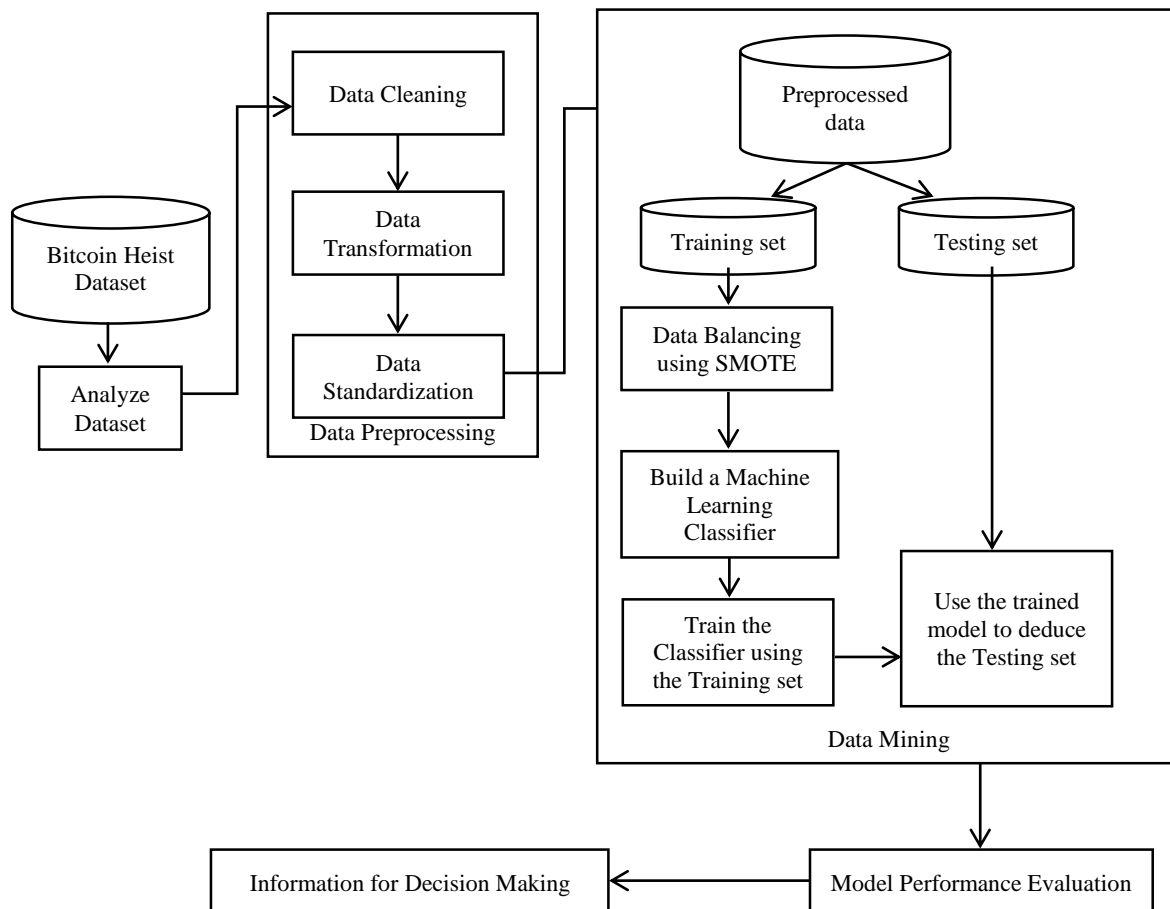 Bitcoin Heist
Dataset
Analyze
Dataset
Data Cleaning
Data
Transformation
Data
Standardization
Data Preprocessing
Preprocessed
data
Training set
Testing set
Data Balancing
using SMOTE
Build a Machine
Learning
Classifier
Train the
Classifier using
the Training set
Use the trained
model to deduce
the Testing set
Data Mining
Model Performance Evaluation
Information for Decision Making